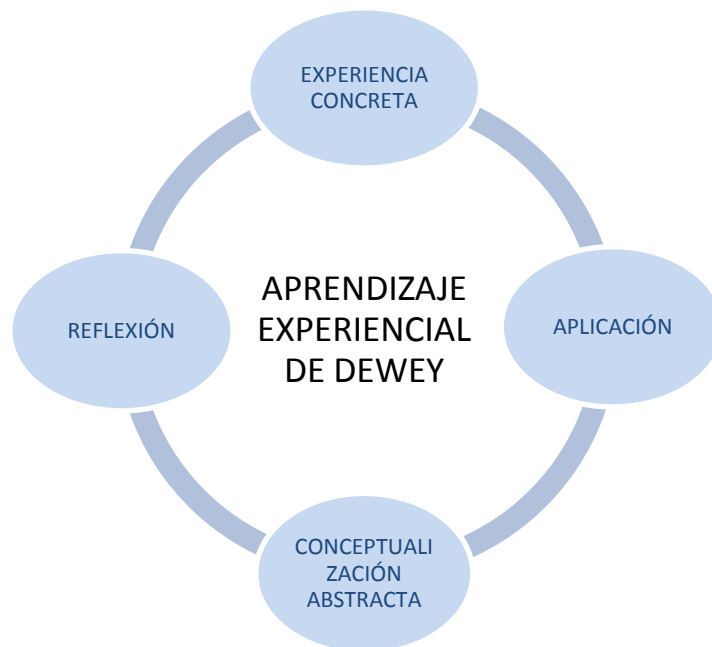 EXPERIENCIA
CONCRETA
APRENDIZAJE
EXPERIENCIAL
DE DEWEY
REFLEXIÓN
APLICACIÓN
CONCEPTUALI
ZACIÓN
ABSTRACTA